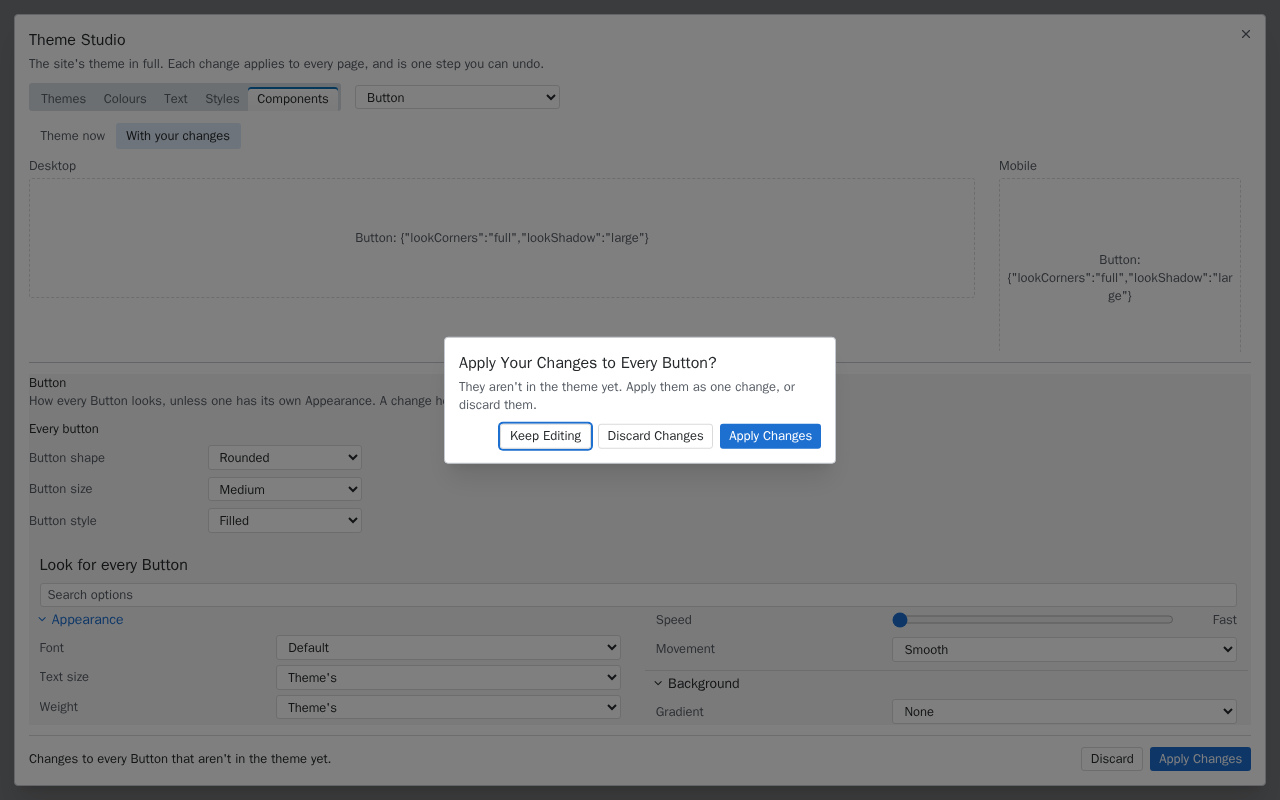 Theme Studio
×
The site's theme in full. Each change applies to every page, and is one step you can undo.
Themes Colours Text Styles Components Button
Theme now With your changes
Desktop Mobile
Button: {"lookCorners":"full","lookShadow":"large"}
Button:
{"lookCorners":"full","lookShadow":"lar
ge"}
Apply Your Changes to Every Button?
They aren't in the theme yet. Apply them as one change, or
discard them.
Keep Editing Discard Changes Apply Changes
Button
How every Button looks, unless one has its own Appearance. A change
Every button
Button shape Rounded
Button size Medium
Button style Filled
Look for every Button
Search options
Appearance
Font Default
Text size Theme's
Weight Theme's
Speed Fast
Movement Smooth
Background
Gradient None
Changes to every Button that aren't in the theme yet.
Discard Apply Changes